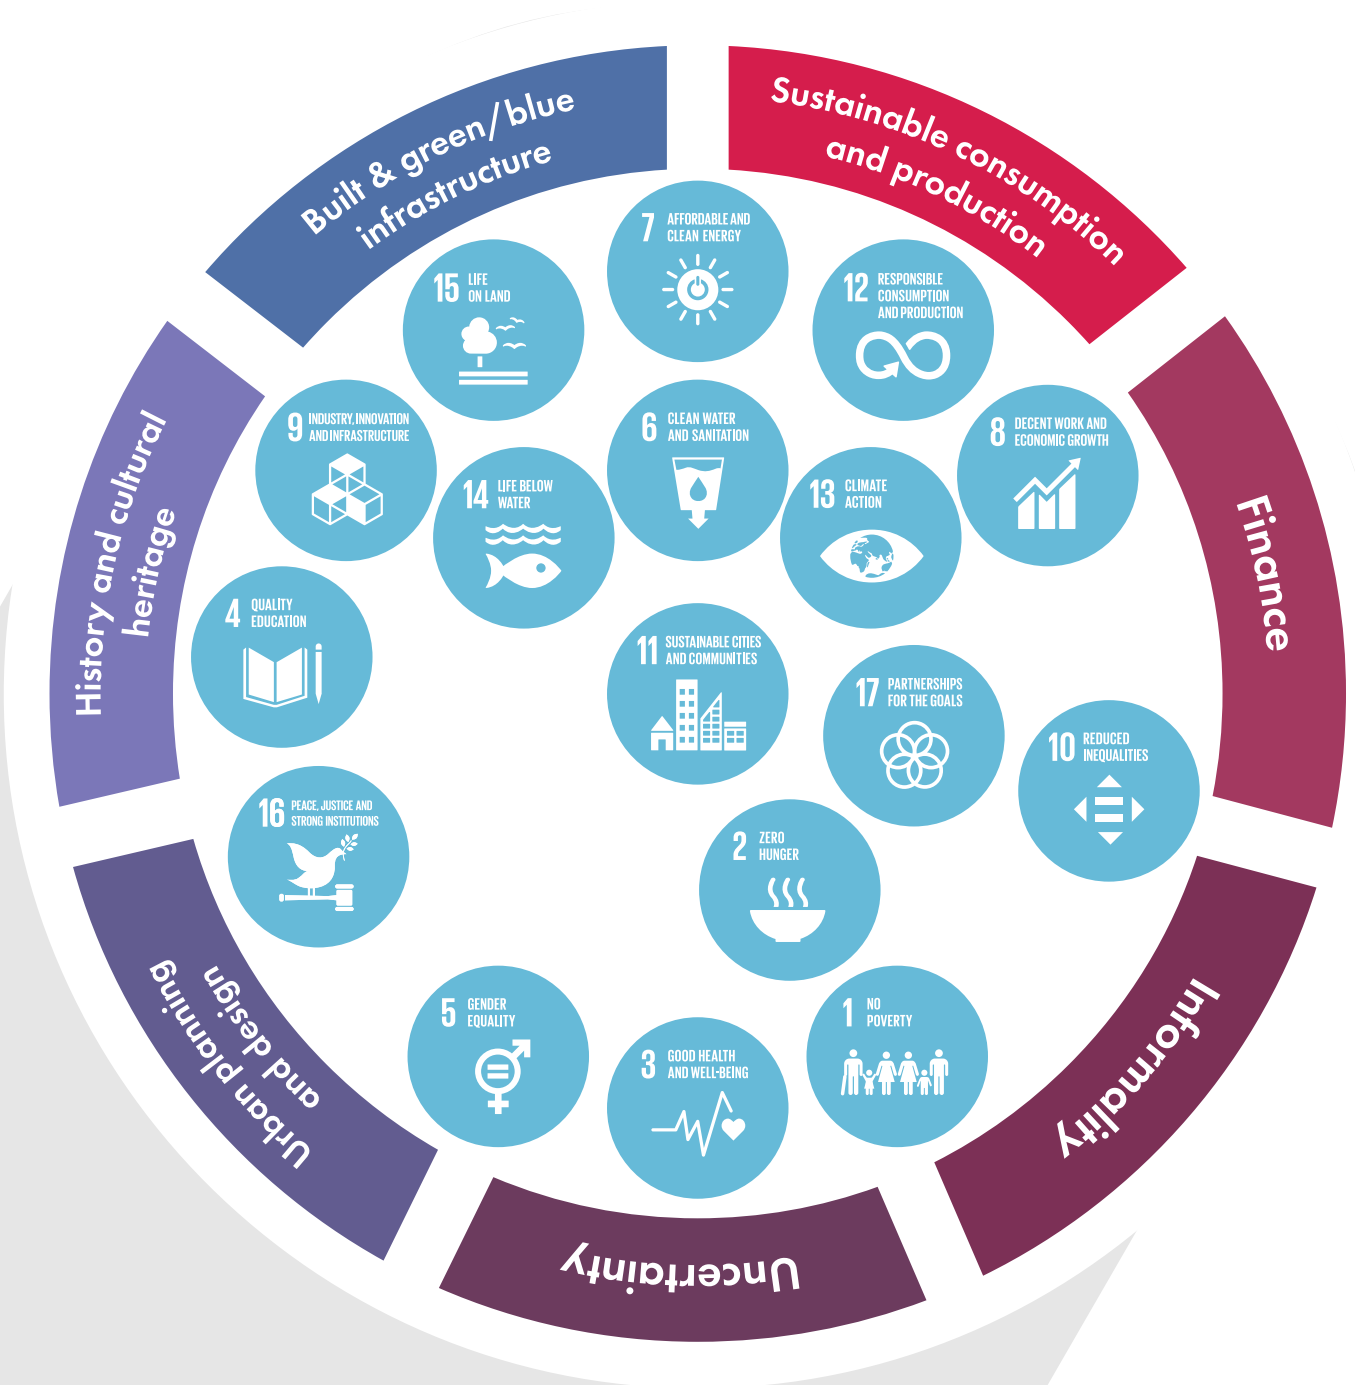 Built & green/blue
infrastructure
Sustainable consumption
and production
Finance
Informality
Uncertainty
Urban planning
and design
History and cultural
heritage
7 AFFORDABLE AND
CLEAN ENERGY
15 LIFE
ON LAND
12 RESPONSIBLE
CONSUMPTION
AND PRODUCTION
9 INDUSTRY, INNOVATION
AND INFRASTRUCTURE
6 CLEAN WATER
AND SANITATION
8 DECENT WORK AND
ECONOMIC GROWTH
14 LIFE BELOW
WATER
13 CLIMATE
ACTION
4 QUALITY
EDUCATION
11 SUSTAINABLE CITIES
AND COMMUNITIES
17 PARTNERSHIPS
FOR THE GOALS
10 REDUCED
INEQUALITIES
16 PEACE, JUSTICE AND
STRONG INSTITUTIONS
2 ZERO
HUNGER
5 GENDER
EQUALITY
1 NO
POVERTY
3 GOOD HEALTH
AND WELL-BEING